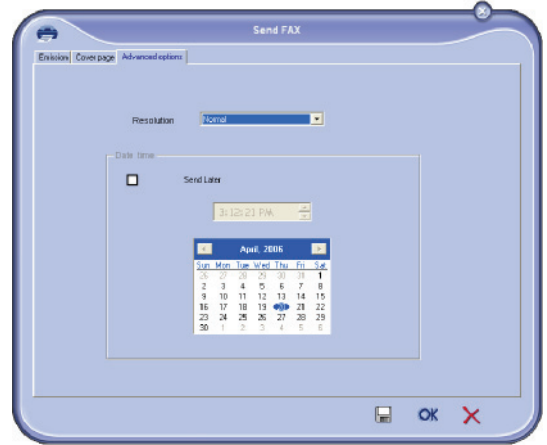 Send FAX
Emission Cover page Advanced options
Resolution Normal
Date time
Send Later
3:12:21 PM
April, 2006
Sun Mon Tue Wed Thu Fri Sat
26 27 28 29 30 31 1
2 3 4 5 6 7 8
9 10 11 12 13 14 15
16 17 18 19 20 21 22
23 24 25 26 27 28 29
30 1 2 3 4 5 6
OK